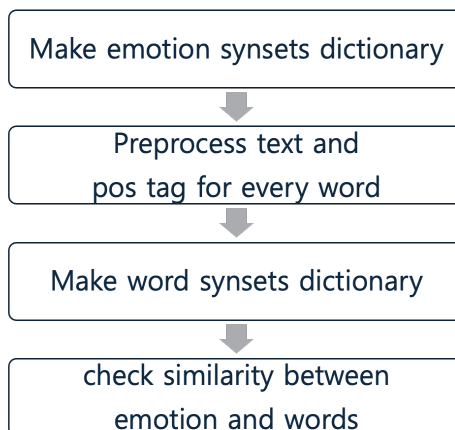 Make emotion synsets dictionary
Preprocess text and
pos tag for every word
Make word synsets dictionary
check similarity between
emotion and words